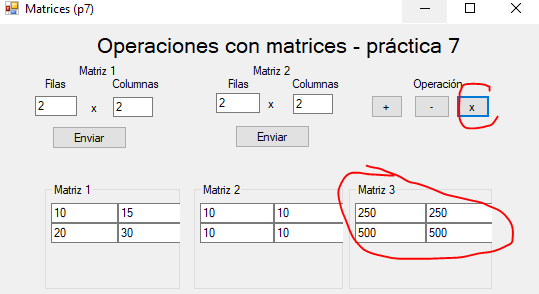 Matrices (p7)
Operaciones con matrices - práctica 7
Matriz 1
Matriz 2
Filas Columnas
Filas Columnas
Operación
2 x 2
2 x 2
+ - x
Enviar
Enviar
Matriz 1
10 15
20 30
Matriz 2
10 10
10 10
Matriz 3
250 250
500 500